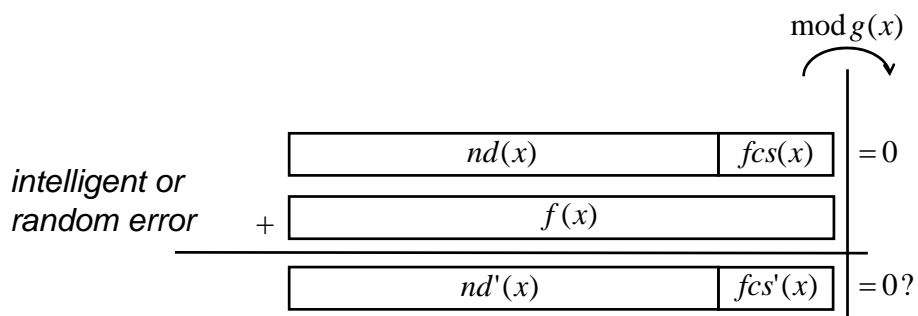 mod g(x)
nd(x) fcs(x) =0
intelligent or
random error + f(x)
nd'(x) fcs'(x) =0?